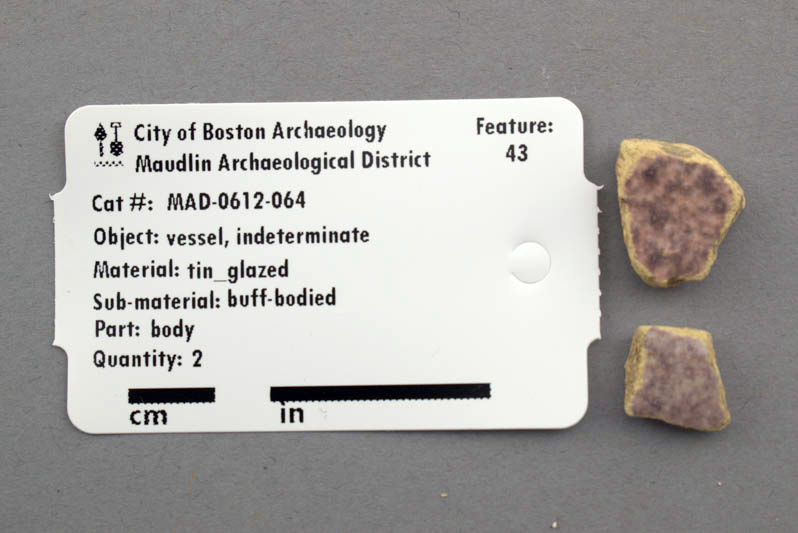 City of Boston Archaeology
Maudlin Archaeological District
Feature:
43
Cat #: MAD-0612-064
Object: vessel, indeterminate
Material: tin_glazed
Sub-material: buff-bodied
Part: body
Quantity: 2
cm
in